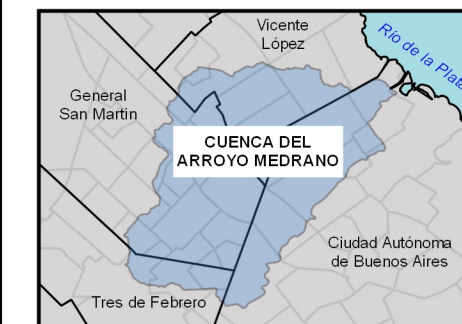 Vicente
López
Río de la Plata
General
San Martin
CUENCA DEL
ARROYO MEDRANO
Ciudad Autónoma
de Buenos Aires
Tres de Febrero